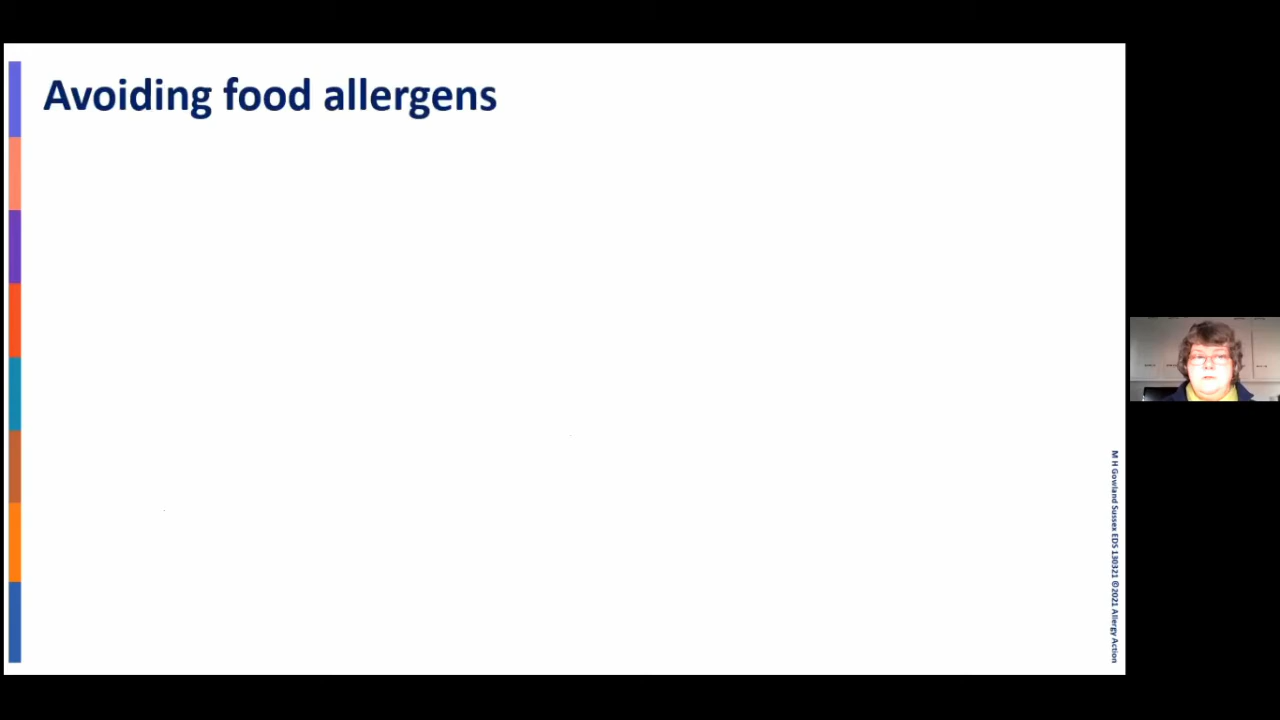 Avoiding food allergens
M H Gowland Sussex EDS 130321 ©2021 Allergy Action